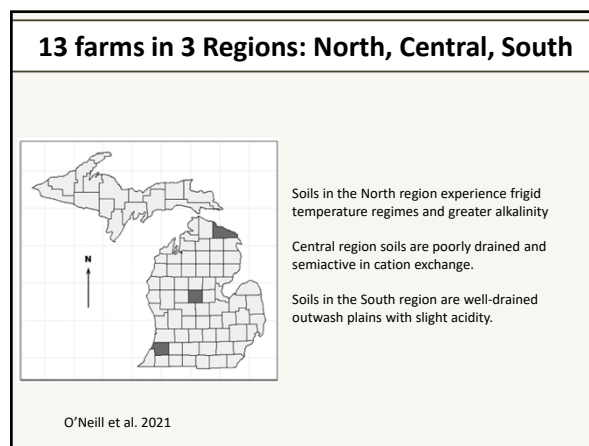 13 farms in 3 Regions: North, Central, South
N
Soils in the North region experience frigid
temperature regimes and greater alkalinity
Central region soils are poorly drained and
semiactive in cation exchange.
Soils in the South region are well-drained
outwash plains with slight acidity.
O’Neill et al. 2021